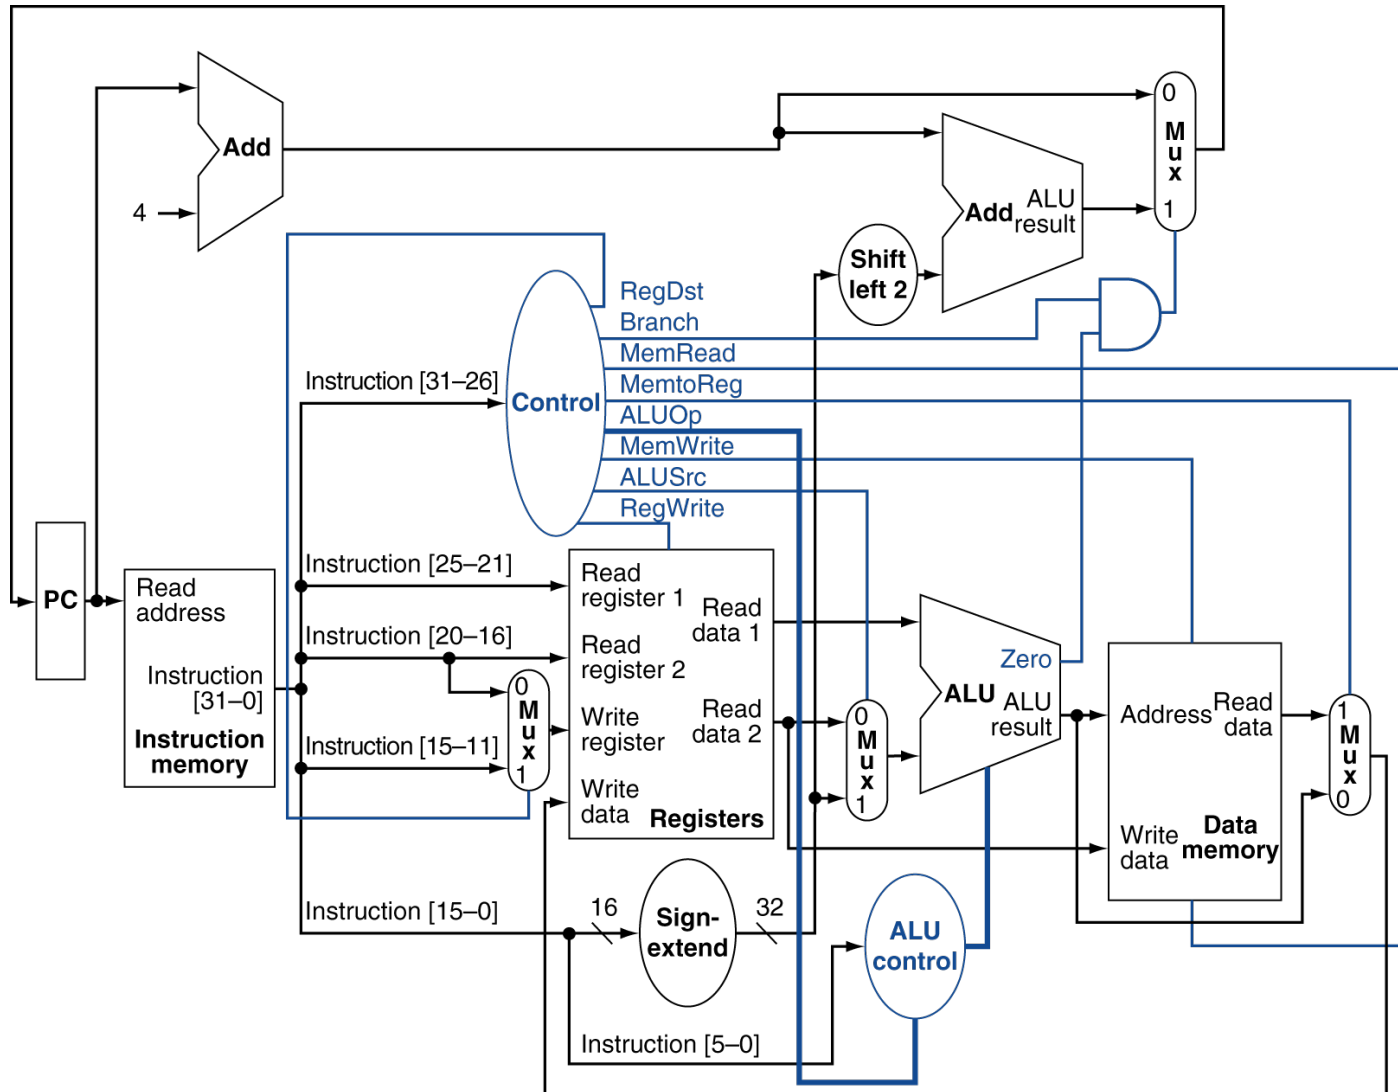 0
M
u
x
1
Add
4
Add
ALU
result
Shift
left 2
RegDst
Branch
MemRead
MemtoReg
ALUOp
MemWrite
ALUSrc
RegWrite
Control
Instruction [31–26]
Instruction [25–21]
Instruction [20–16]
Instruction [15–11]
Instruction [15–0]
Instruction [5–0]
PC
Read
address
Instruction
[31–0]
Instruction
memory
0
M
u
x
1
Read
register 1
Read
register 2
Write
register
Write
data
Read
data 1
Read
data 2
Registers
0
M
u
x
1
Zero
ALU
ALU
result
Address
Read
data
Write
data
Data
memory
1
M
u
x
0
16
Sign-
extend
32
ALU
control